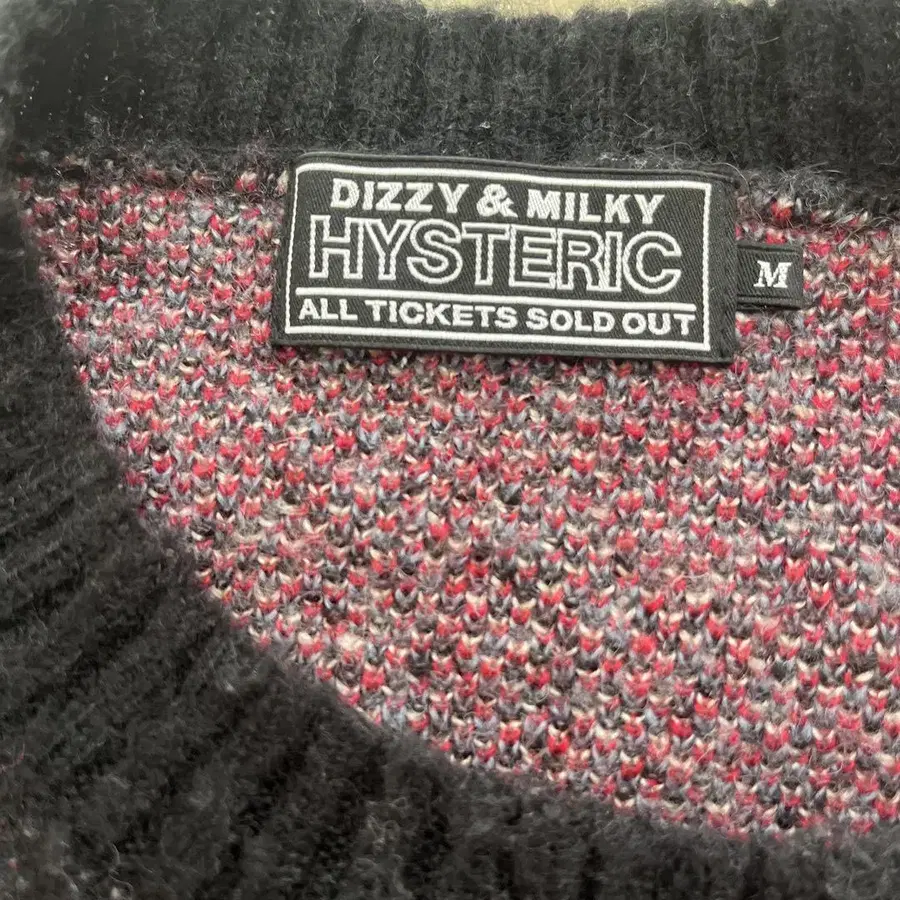 DIZZY & MILKY
HYSTERIC
ALL TICKETS SOLD OUT
M